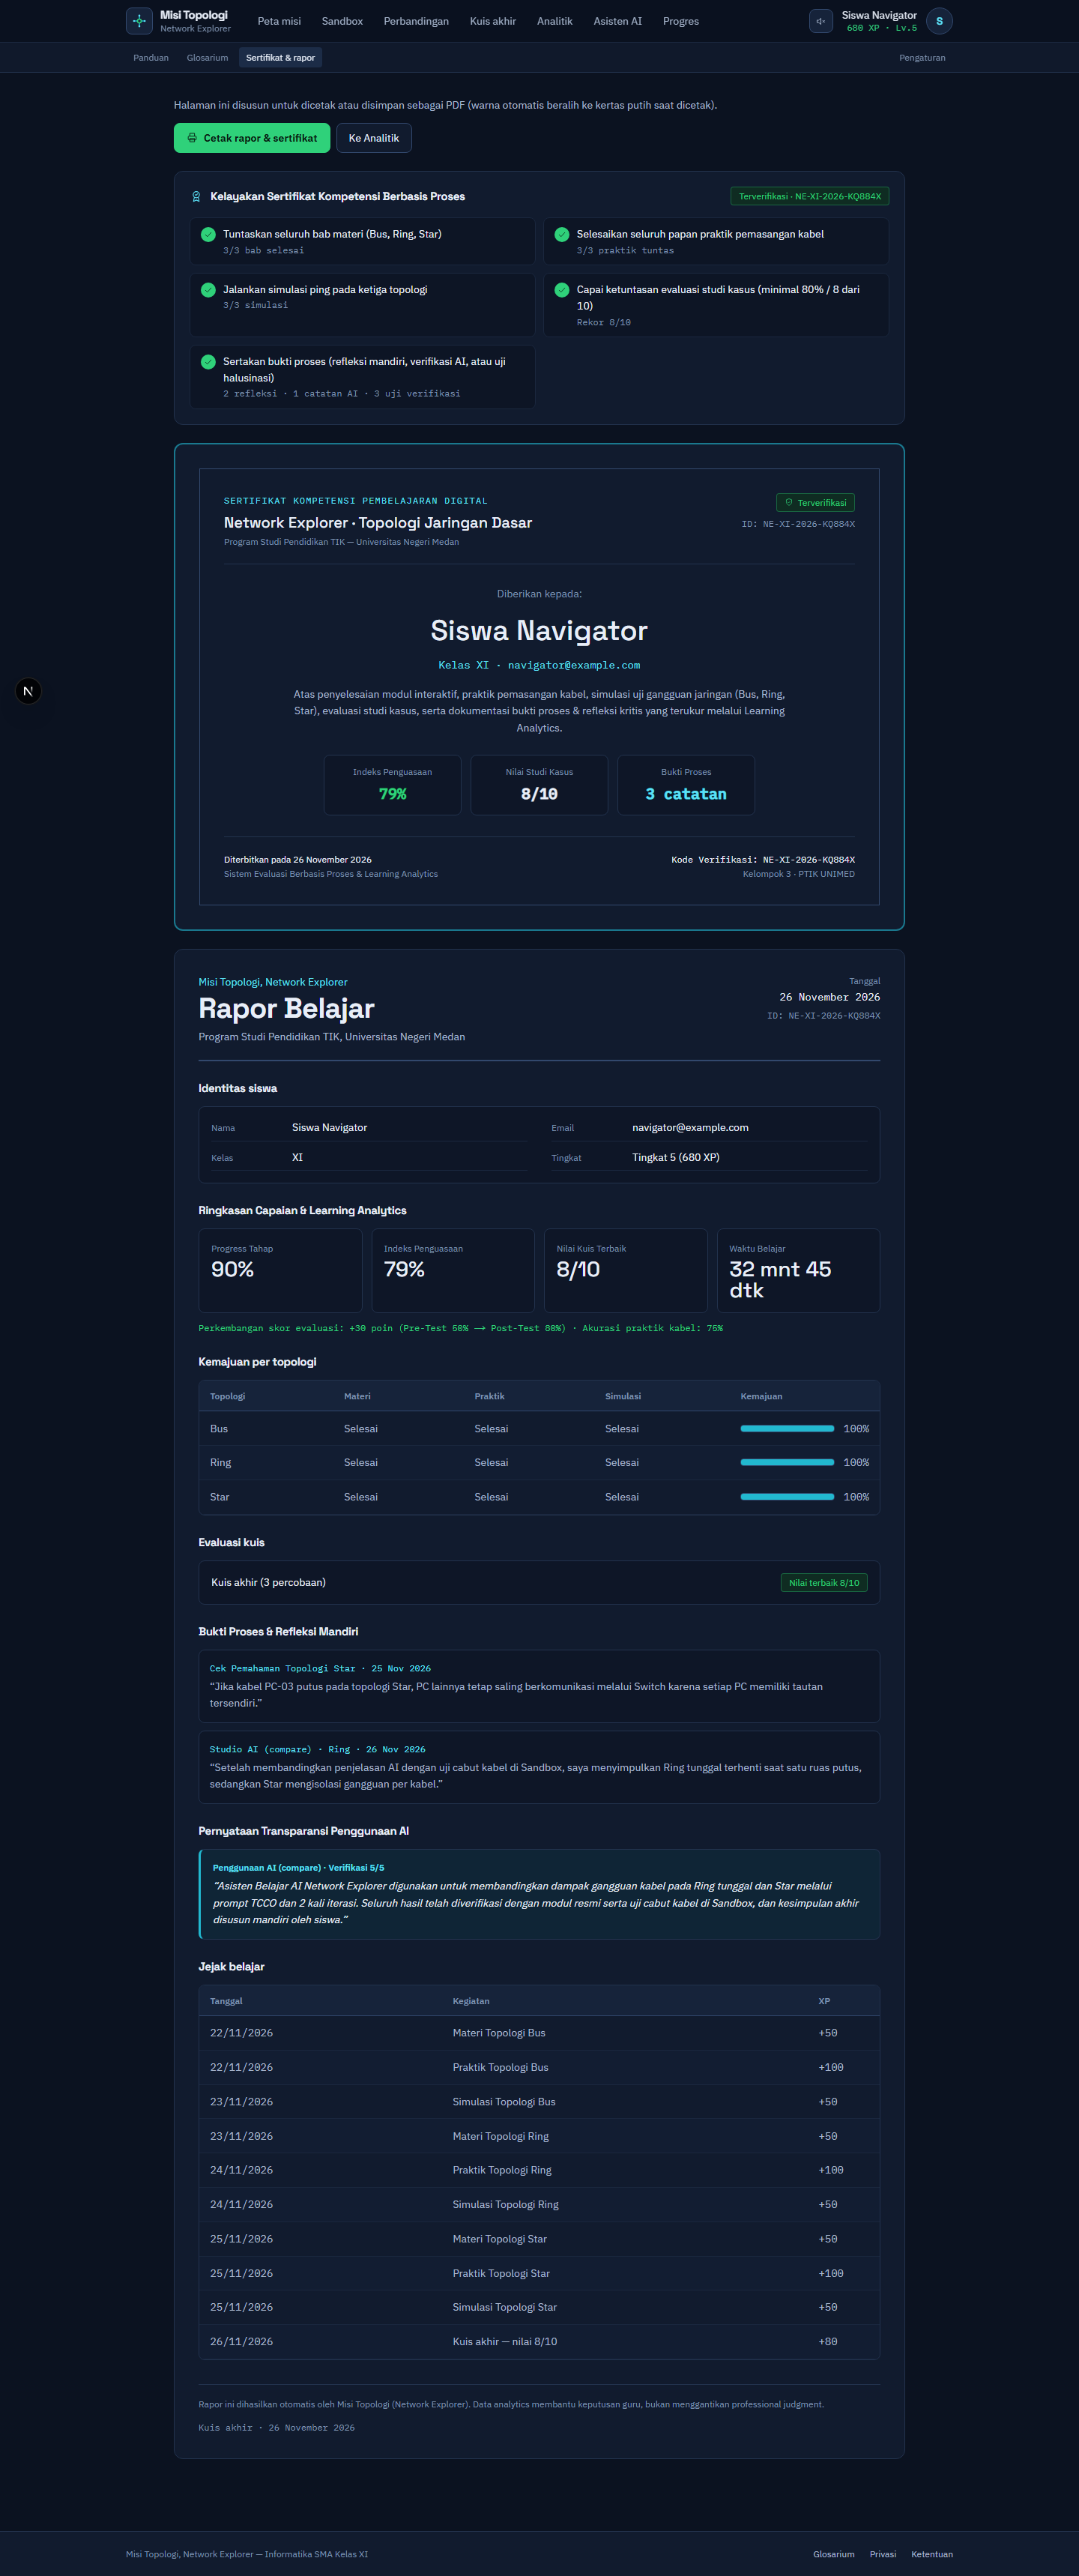 Misi Topologi
Network Explorer
Peta misi
Sandbox
Perbandingan
Kuis akhir
Analitik
Asisten AI
Progres
Siswa Navigator
680 XP · Lv.5
S
Panduan
Glosarium
Sertifikat & rapor
Pengaturan
Halaman ini disusun untuk dicetak atau disimpan sebagai PDF (warna otomatis beralih ke kertas putih saat dicetak).
Cetak rapor & sertifikat
Ke Analitik
Kelayakan Sertifikat Kompetensi Berbasis Proses
Terverifikasi · NE-XI-2026-KQ884X
Tuntaskan seluruh bab materi (Bus, Ring, Star)
3/3 bab selesai
Selesaikan seluruh papan praktik pemasangan kabel
3/3 praktik tuntas
Jalankan simulasi ping pada ketiga topologi
3/3 simulasi
Capai ketuntasan evaluasi studi kasus (minimal 80% / 8 dari
10)
Rekor 8/10
Sertakan bukti proses (refleksi mandiri, verifikasi AI, atau uji
halusinasi)
2 refleksi · 1 catatan AI · 3 uji verifikasi
SERTIFIKAT KOMPETENSI PEMBELAJARAN DIGITAL
Network Explorer · Topologi Jaringan Dasar
Program Studi Pendidikan TIK — Universitas Negeri Medan
Terverifikasi
ID: NE-XI-2026-KQ884X
Diberikan kepada:
Siswa Navigator
Kelas XI · navigator@example.com
Atas penyelesaian modul interaktif, praktik pemasangan kabel, simulasi uji gangguan jaringan (Bus, Ring,
Star), evaluasi studi kasus, serta dokumentasi bukti proses & refleksi kritis yang terukur melalui Learning
Analytics.
Indeks Penguasaan
79%
Nilai Studi Kasus
8/10
Bukti Proses
3 catatan
Diterbitkan pada 26 November 2026
Sistem Evaluasi Berbasis Proses & Learning Analytics
Kode Verifikasi: NE-XI-2026-KQ884X
Kelompok 3 · PTIK UNIMED
N
Misi Topologi, Network Explorer
Rapor Belajar
Program Studi Pendidikan TIK, Universitas Negeri Medan
Tanggal
26 November 2026
ID: NE-XI-2026-KQ884X
Identitas siswa
Nama
Siswa Navigator
Email
navigator@example.com
Kelas
XI
Tingkat
Tingkat 5 (680 XP)
Ringkasan Capaian & Learning Analytics
Progress Tahap
90%
Indeks Penguasaan
79%
Nilai Kuis Terbaik
8/10
Waktu Belajar
32 mnt 45
dtk
Perkembangan skor evaluasi: +30 poin (Pre-Test 50% ⟶ Post-Test 80%) · Akurasi praktik kabel: 75%
Kemajuan per topologi
Topologi Materi Praktik Simulasi Kemajuan
Bus Selesai Selesai Selesai 100%
Ring Selesai Selesai Selesai 100%
Star Selesai Selesai Selesai 100%
Evaluasi kuis
Kuis akhir (3 percobaan)
Nilai terbaik 8/10
Bukti Proses & Refleksi Mandiri
Cek Pemahaman Topologi Star · 25 Nov 2026
“Jika kabel PC-03 putus pada topologi Star, PC lainnya tetap saling berkomunikasi melalui Switch karena setiap PC memiliki tautan
tersendiri.”
Studio AI (compare) · Ring · 26 Nov 2026
“Setelah membandingkan penjelasan AI dengan uji cabut kabel di Sandbox, saya menyimpulkan Ring tunggal terhenti saat satu ruas putus,
sedangkan Star mengisolasi gangguan per kabel.”
Pernyataan Transparansi Penggunaan AI
Penggunaan AI (compare) · Verifikasi 5/5
“Asisten Belajar AI Network Explorer digunakan untuk membandingkan dampak gangguan kabel pada Ring tunggal dan Star melalui
prompt TCCO dan 2 kali iterasi. Seluruh hasil telah diverifikasi dengan modul resmi serta uji cabut kabel di Sandbox, dan kesimpulan akhir
disusun mandiri oleh siswa.”
Jejak belajar
Tanggal Kegiatan XP
22/11/2026 Materi Topologi Bus +50
22/11/2026 Praktik Topologi Bus +100
23/11/2026 Simulasi Topologi Bus +50
23/11/2026 Materi Topologi Ring +50
24/11/2026 Praktik Topologi Ring +100
24/11/2026 Simulasi Topologi Ring +50
25/11/2026 Materi Topologi Star +50
25/11/2026 Praktik Topologi Star +100
25/11/2026 Simulasi Topologi Star +50
26/11/2026 Kuis akhir — nilai 8/10 +80
Rapor ini dihasilkan otomatis oleh Misi Topologi (Network Explorer). Data analytics membantu keputusan guru, bukan menggantikan professional judgment.
Kuis akhir · 26 November 2026
Misi Topologi, Network Explorer — Informatika SMA Kelas XI
Glosarium
Privasi
Ketentuan